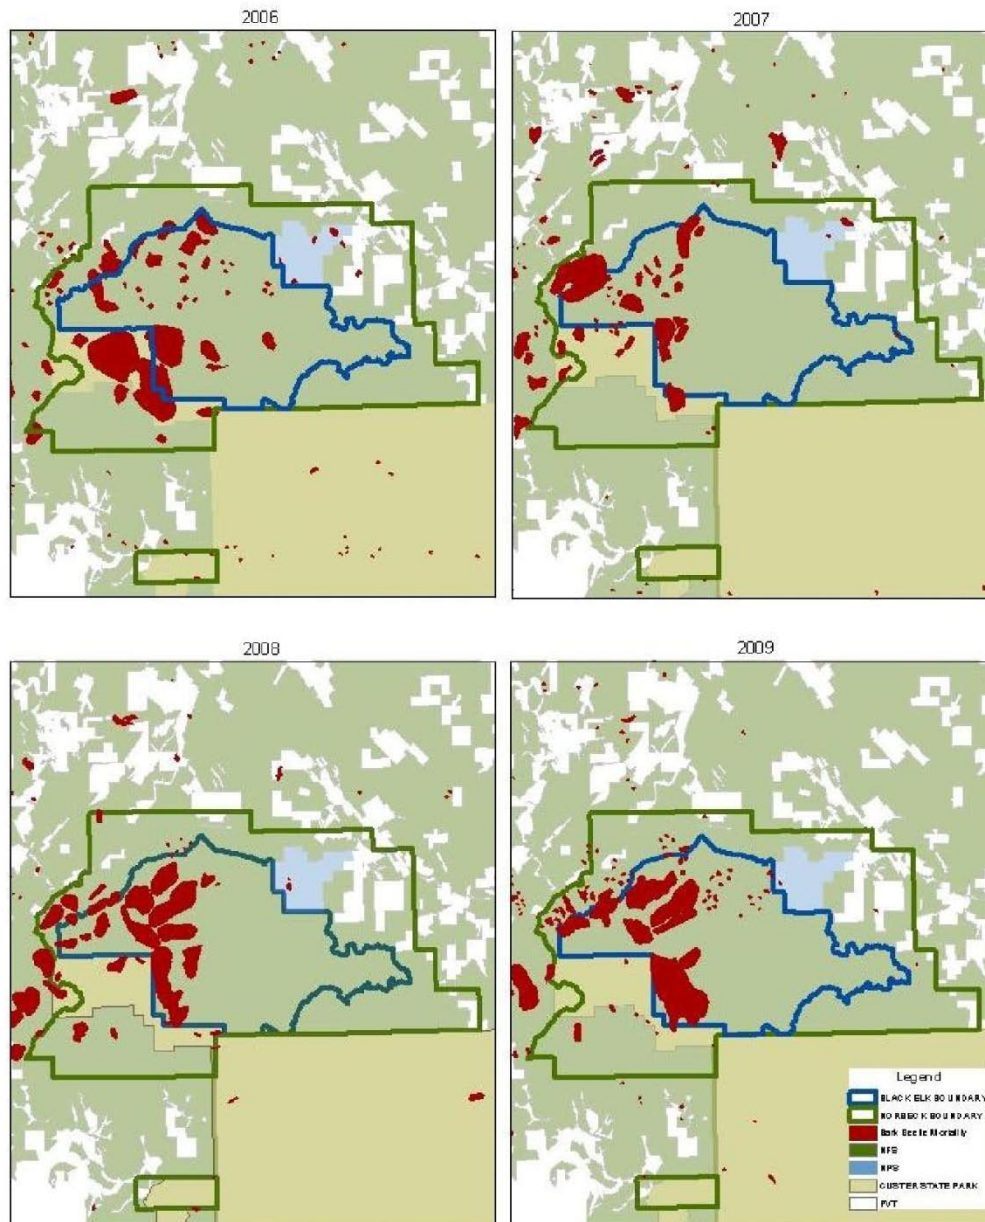 2006
2007
2008
2009
Legend
BLACK ELK BOUNDARY
NORBECK BOUNDARY
Bark Beetle Mortality
NFS
NPS
CUSTER STATE PARK
PVT